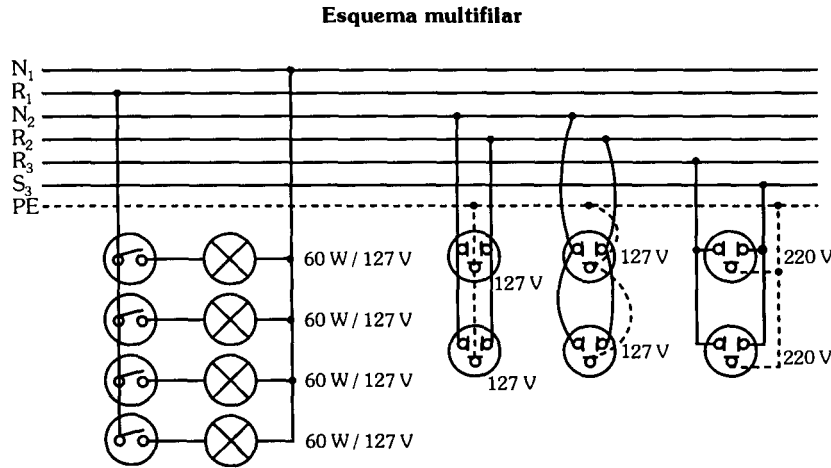 Esquema multifilar
N₁
R₁
N₂
R₂
R₃
S₃
PE
60 W / 127 V
127 V
127 V
220 V
60 W / 127 V
60 W / 127 V
127 V
127 V
220 V
60 W / 127 V